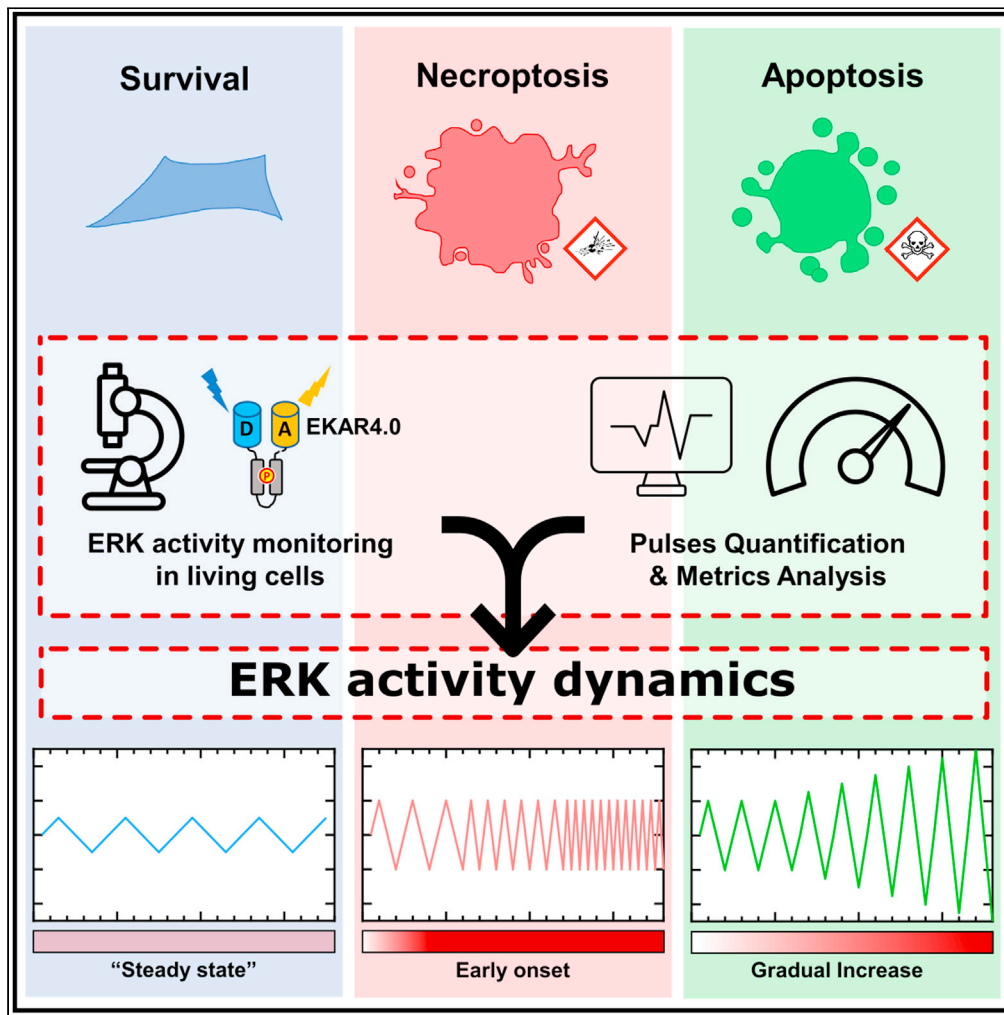 Survival
Necroptosis
Apoptosis
D
A
EKAR4.0
P
ERK activity monitoring
in living cells
Pulses Quantification
& Metrics Analysis
ERK activity dynamics
“Steady state”
Early onset
Gradual Increase